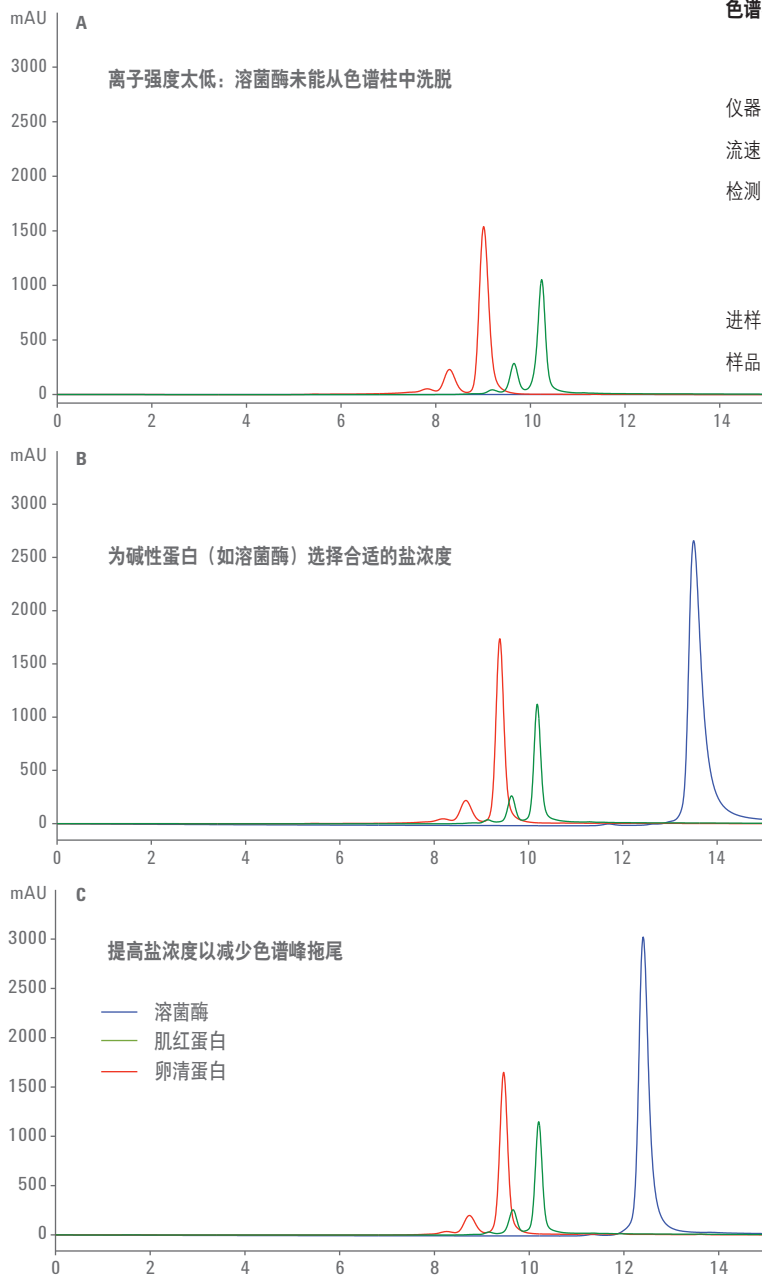 mAU
A
色谱
离子强度太低：溶菌酶未能从色谱柱中洗脱
3000
2500
2000
1500
1000
500
0
0 2 4 6 8 10 12 14
仪器
流速
检测
进样
样品
mAU
B
为碱性蛋白（如溶菌酶）选择合适的盐浓度
3000
2500
2000
1500
1000
500
0
0 2 4 6 8 10 12 14
mAU
C
提高盐浓度以减少色谱峰拖尾
溶菌酶
肌红蛋白
卵清蛋白
3000
2500
2000
1500
1000
500
0
0 2 4 6 8 10 12 14